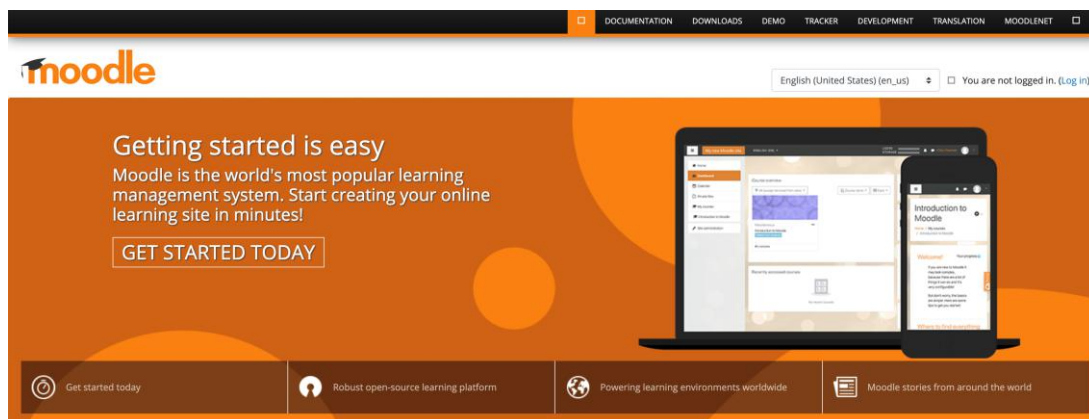 DOCUMENTATION DOWNLOADS DEMO TRACKER DEVELOPMENT TRANSLATION MOODLENET
moodle
English (United States) (en_us) You are not logged in. (Log in)
Getting started is easy
Moodle is the world's most popular learning
management system. Start creating your online
learning site in minutes!
GET STARTED TODAY
Introduction to
Moodle
Welcome!
Get started today
Robust open-source learning platform
Powering learning environments worldwide
Moodle stories from around the world